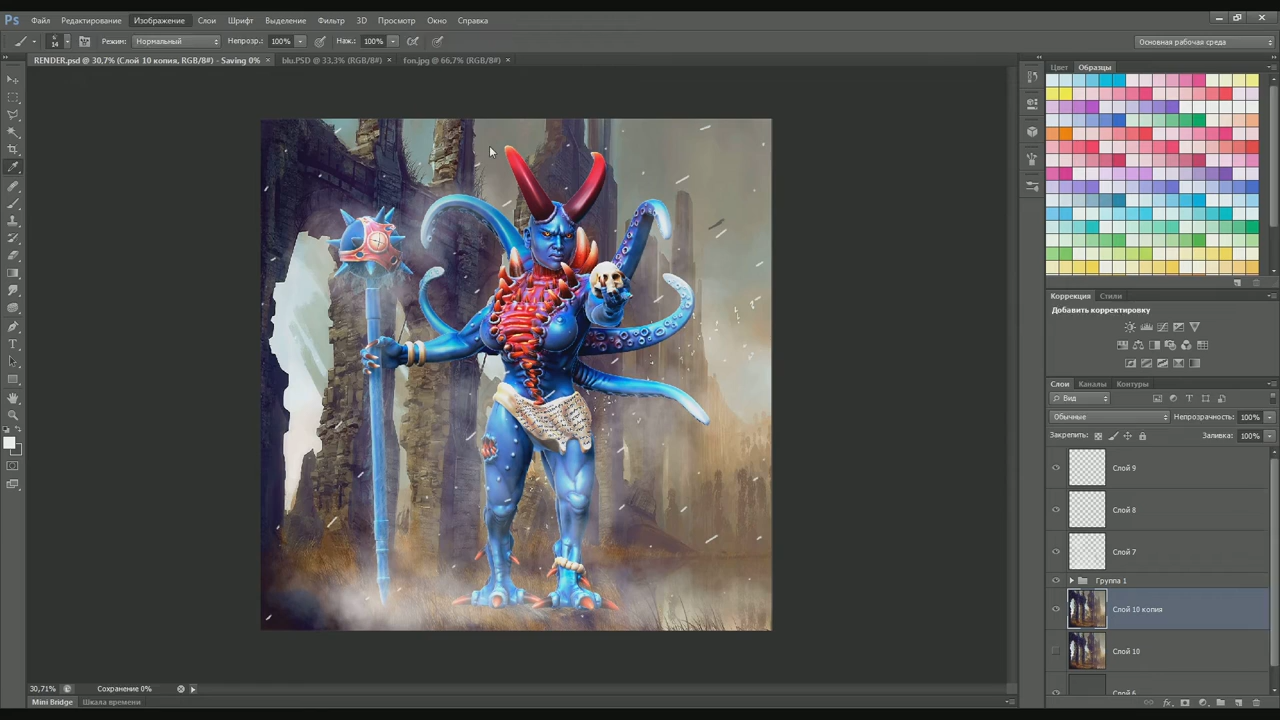 Ps Файл Редактирование Изображение Слои Шрифт Выделение Фильтр 3D Просмотр Окно Справка
14 Режим: Нормальный Непрозр.: 100% Наж.: 100% Основная рабочая среда
RENDER.psd @ 30,7% (Слой 10 копия, RGB/8#) - Saving 0% × blu.PSD @ 33,3% (RGB/8#) × fon.jpg @ 66,7% (RGB/8#) ×
Цвет Образцы
Коррекция Стили
Добавить корректировку
Слои Каналы Контуры
Вид
Обычные Непрозрачность: 100%
Закрепить: Заливка: 100%
Слой 9
Слой 8
Слой 7
Группа 1
Слой 10 копия
Слой 10
Слой 6
30,71% Сохранение 0%
Mini Bridge Шкала времени